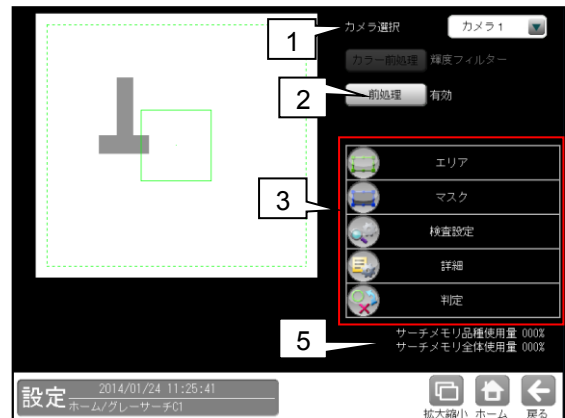 1
カメラ選択
カメラ1
カラー前処理
輝度フィルター
2
前処理
有効
3
エリア
マスク
検査設定
詳細
判定
5
サーチメモリ品種使用量 000%
サーチメモリ全体使用量 000%
設定
2014/01/24 11:25:41
ホーム/グレーサーチC1
拡大縮小
ホーム
戻る